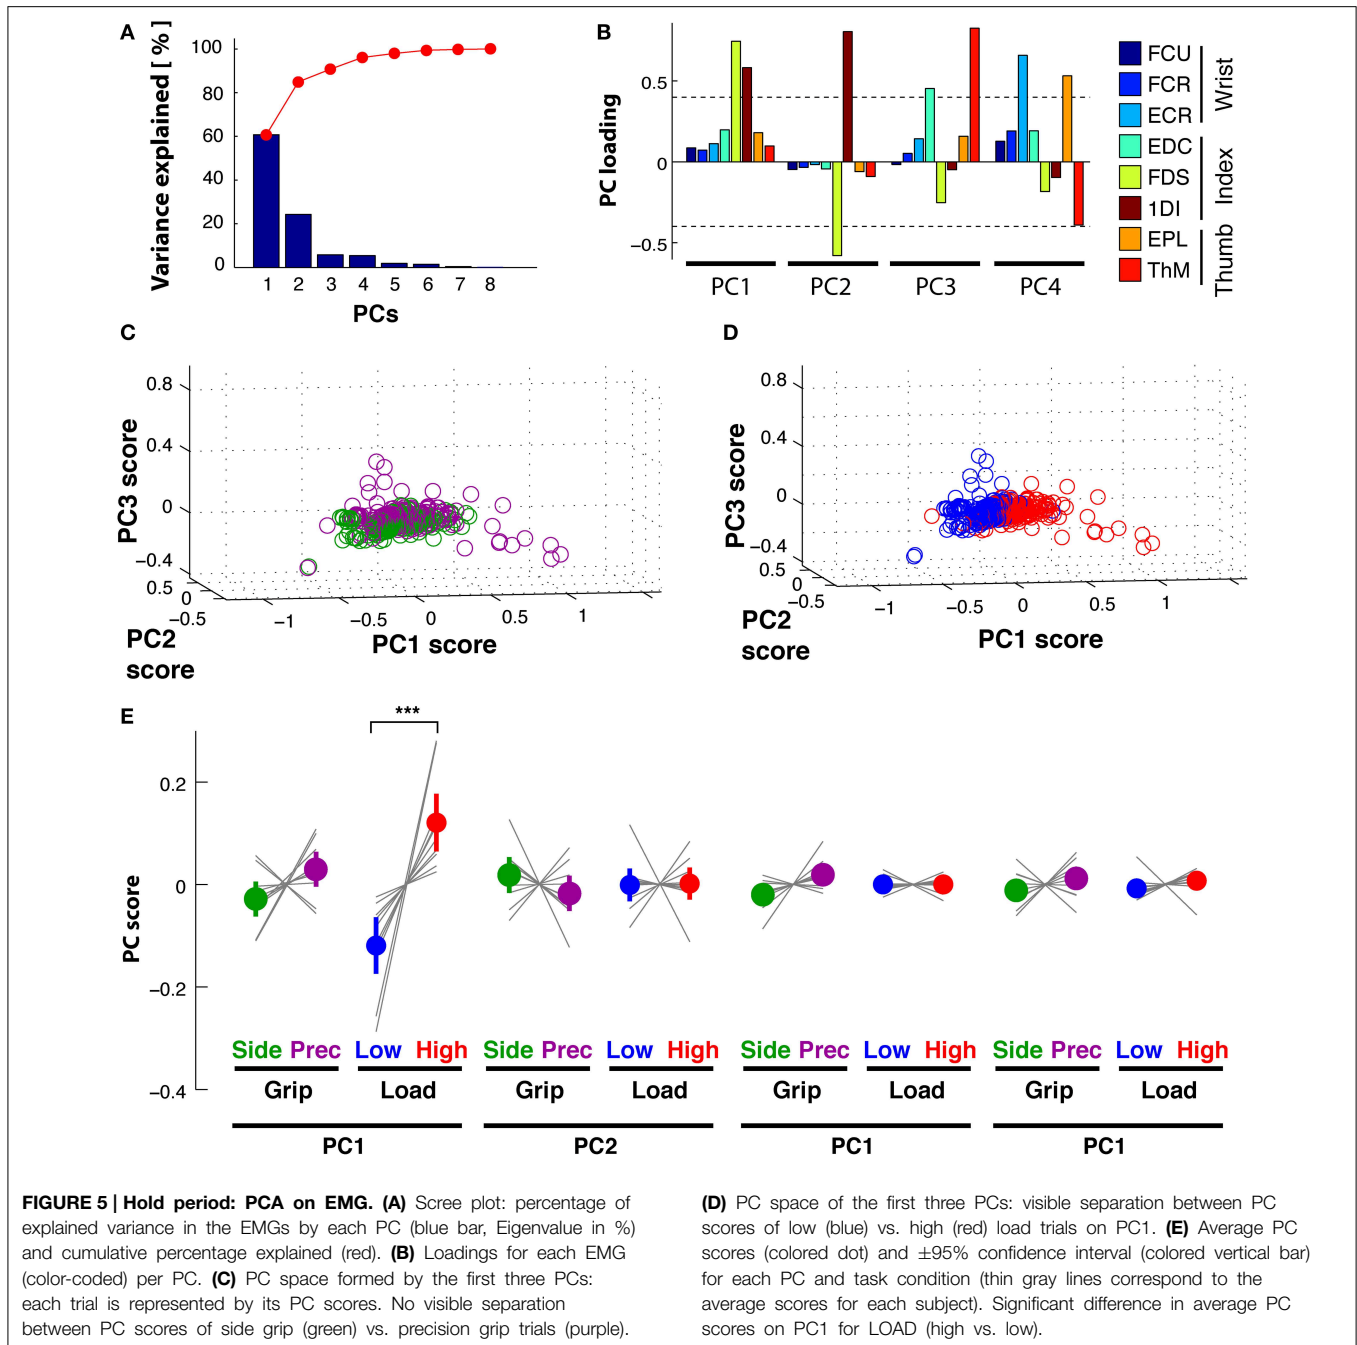 A
Variance explained [ % ]
100
80
60
40
20
0
1 2 3 4 5 6 7 8
PCs
B
PC loading
0.5
0
−0.5
PC1 PC2 PC3 PC4
FCU
FCR
ECR
EDC
FDS
1DI
EPL
ThM
Wrist
Index
Thumb
C
PC3 score
0.8
0.4
0
−0.4
0.5
0
−0.5
−1 −0.5 0 0.5 1
PC2
score
PC1 score
D
PC3 score
0.8
0.4
0
−0.4
0.5
0
−0.5
−1 −0.5 0 0.5 1
PC2
score
PC1 score
E
***
PC score
0.2
0
−0.2
−0.4
Side Prec Low High Side Prec Low High Side Prec Low High Side Prec Low High
Grip Load Grip Load Grip Load Grip Load
PC1 PC2 PC1 PC1
FIGURE 5 | Hold period: PCA on EMG. (A) Scree plot: percentage of
explained variance in the EMGs by each PC (blue bar, Eigenvalue in %)
and cumulative percentage explained (red). (B) Loadings for each EMG
(color-coded) per PC. (C) PC space formed by the first three PCs:
each trial is represented by its PC scores. No visible separation
between PC scores of side grip (green) vs. precision grip trials (purple).
(D) PC space of the first three PCs: visible separation between PC
scores of low (blue) vs. high (red) load trials on PC1. (E) Average PC
scores (colored dot) and ±95% confidence interval (colored vertical bar)
for each PC and task condition (thin gray lines correspond to the
average scores for each subject). Significant difference in average PC
scores on PC1 for LOAD (high vs. low).